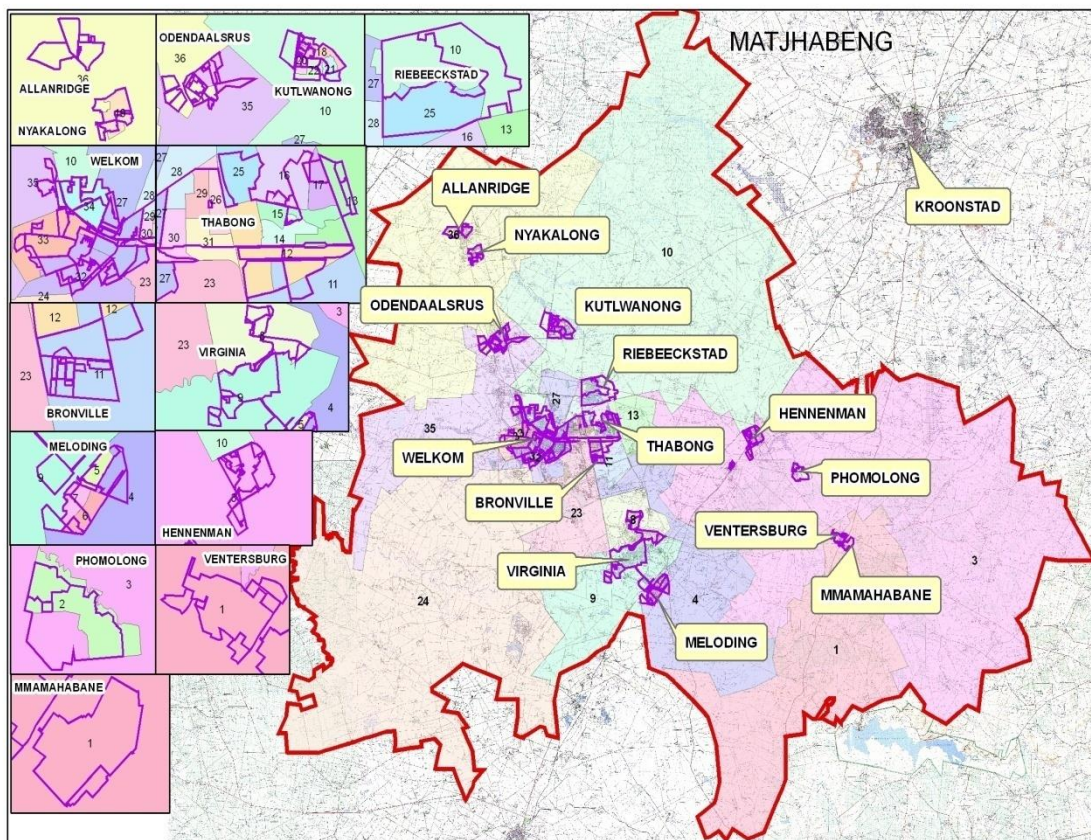 MATJHABENG
36
ALLANRIDGE
NYAKALONG
ODENDAALSRUS
36
35
10
27
KUTLWANONG
18
21
10
27
28
RIEBEECKSTAD
25
16
13
10
WELKOM
35
34
27
28
29
30
33
32
24
23
27
28
25
29
26
16
17
13
THABONG
15
30
31
14
12
27
23
11
12
12
23
11
BRONVILLE
3
23
VIRGINIA
9
4
5
MELODING
9
5
4
7
6
10
3
HENNENMAN
PHOMOLONG
3
2
VENTERSBURG
1
MMAMAHABANE
1
KROONSTAD
ALLANRIDGE
36
NYAKALONG
10
ODENDAALSRUS
KUTLWANONG
RIEBEECKSTAD
27
13
HENNENMAN
35
WELKOM
THABONG
PHOMOLONG
BRONVILLE
11
23
8
VENTERSBURG
VIRGINIA
3
MMAMAHABANE
24
9
4
MELODING
1